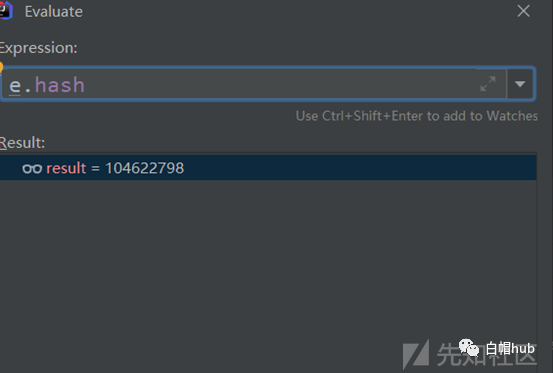 Evaluate
Expression:
e.hash
Use Ctrl+Shift+Enter to add to Watches
Result:
result = 104622798
先知社区
白帽hub